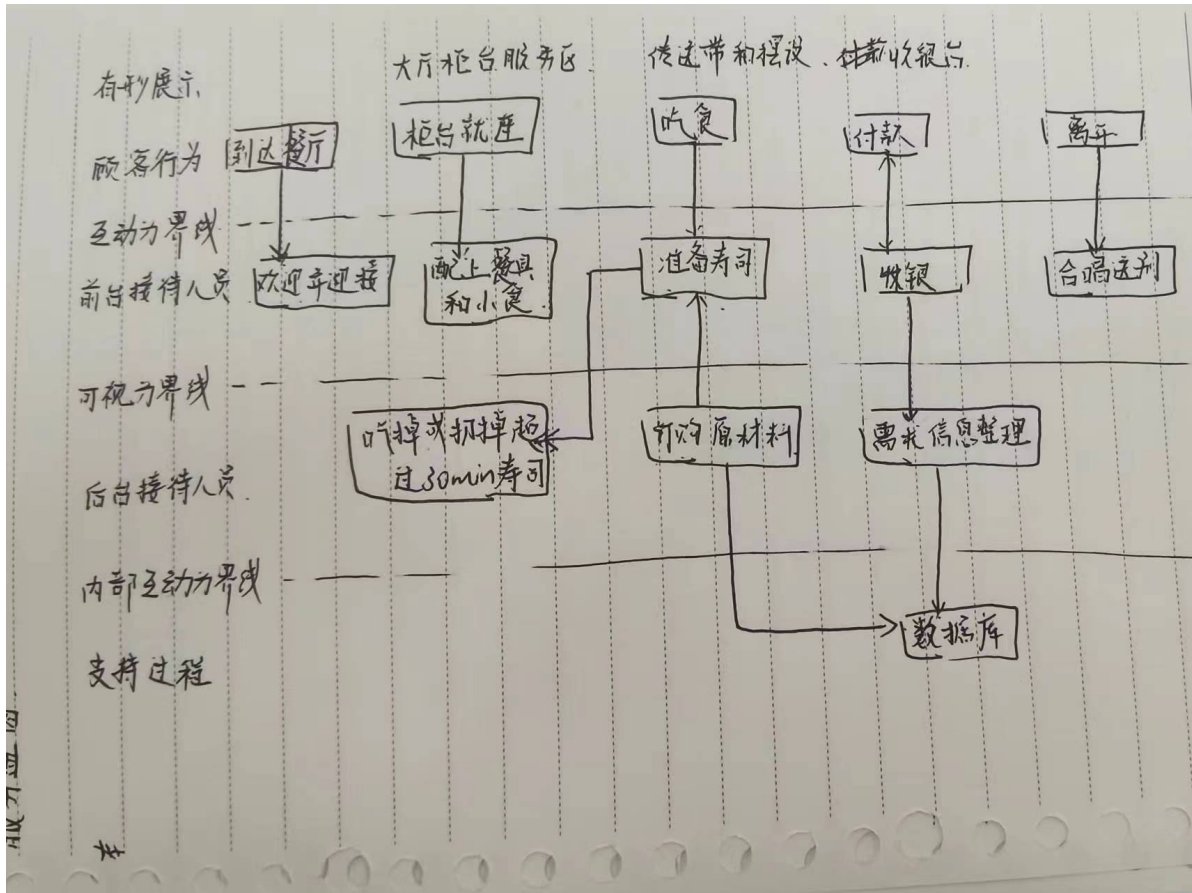 有形展示
大厅柜台服务区
传送带和摆设、收银台
顾客行为
到达餐厅
柜台就座
吃食
付款
离开
互动分界线
前台接待人员
欢迎并迎接
配上餐具
和小食
准备寿司
收银
合唱送别
可视分界线
后台接待人员
吃掉或扔掉超
过30min寿司
订购原材料
需求信息整理
内部互动分界线
支持过程
数据库